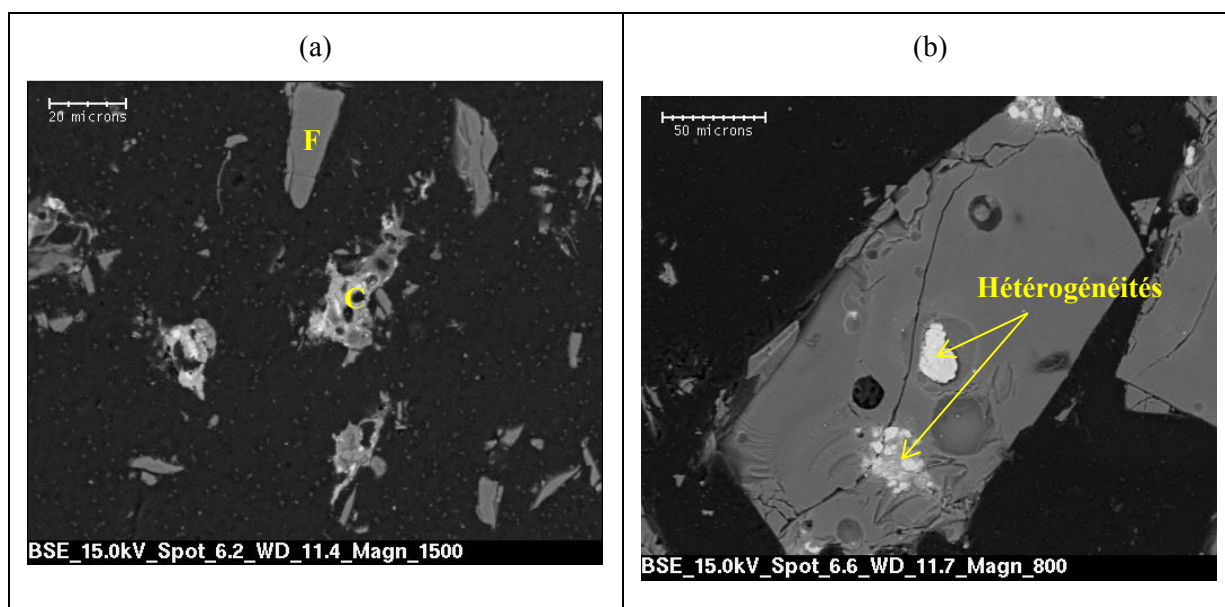 (a)
20 microns
F
C
BSE_15.0kV_Spot_6.2_WD_11.4_Magn_1500
(b)
50 microns
Hétérogénéités
BSE_15.0kV_Spot_6.6_WD_11.7_Magn_800